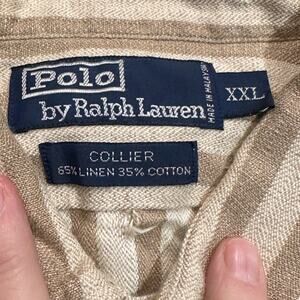 Polo
by Ralph Lauren
MADE IN MALAYSIA
XXL
COLLIER
65% LINEN 35% COTTON